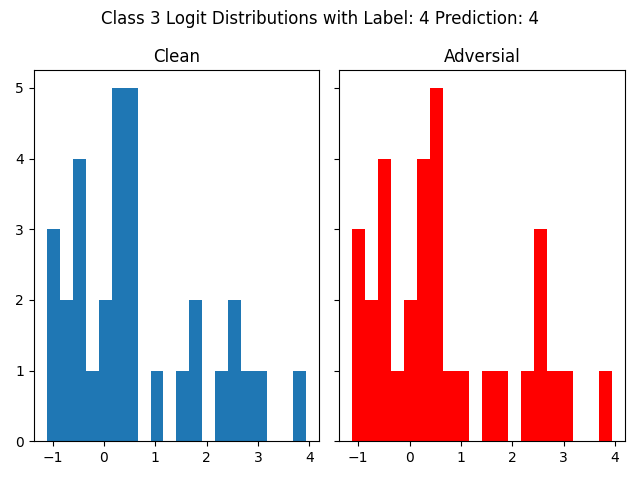 Class 3 Logit Distributions with Label: 4 Prediction: 4
Clean
Adversial
5
4
3
2
1
0
−1 0 1 2 3 4
−1 0 1 2 3 4